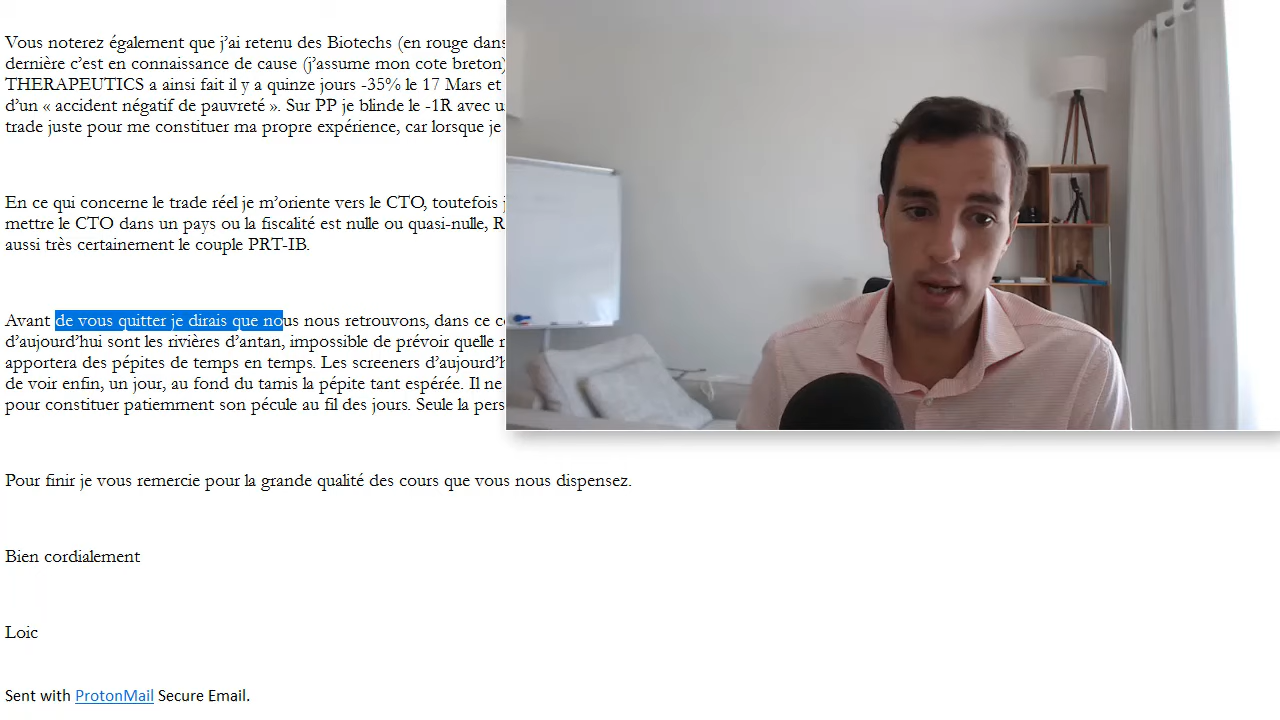 Vous noterez également que j’ai retenu des Biotechs (en rouge dans
dernière c’est en connaissance de cause (j’assume mon cote breton)
THERAPEUTICS a ainsi fait il y a quinze jours -35% le 17 Mars et
d’un « accident négatif de pauvreté ». Sur PP je blinde le -1R avec
trade juste pour me constituer ma propre expérience, car lorsque je
En ce qui concerne le trade réel je m’oriente vers le CTO, toutefois
mettre le CTO dans un pays ou la fiscalité est nulle ou quasi-nulle,
aussi très certainement le couple PRT-IB.
Avant de vous quitter je dirais que nous nous retrouvons, dans ce
d’aujourd’hui sont les rivières d’antan, impossible de prévoir quelle
apportera des pépites de temps en temps. Les screeners
de voir enfin, un jour, au fond du tamis la pépite tant espérée. Il ne
pour constituer patiemment son pécule au fil des jours. Seule la
Pour finir je vous remercie pour la grande qualité des cours que vous nous dispensez.
Bien cordialement
Loic
Sent with ProtonMail Secure Email.